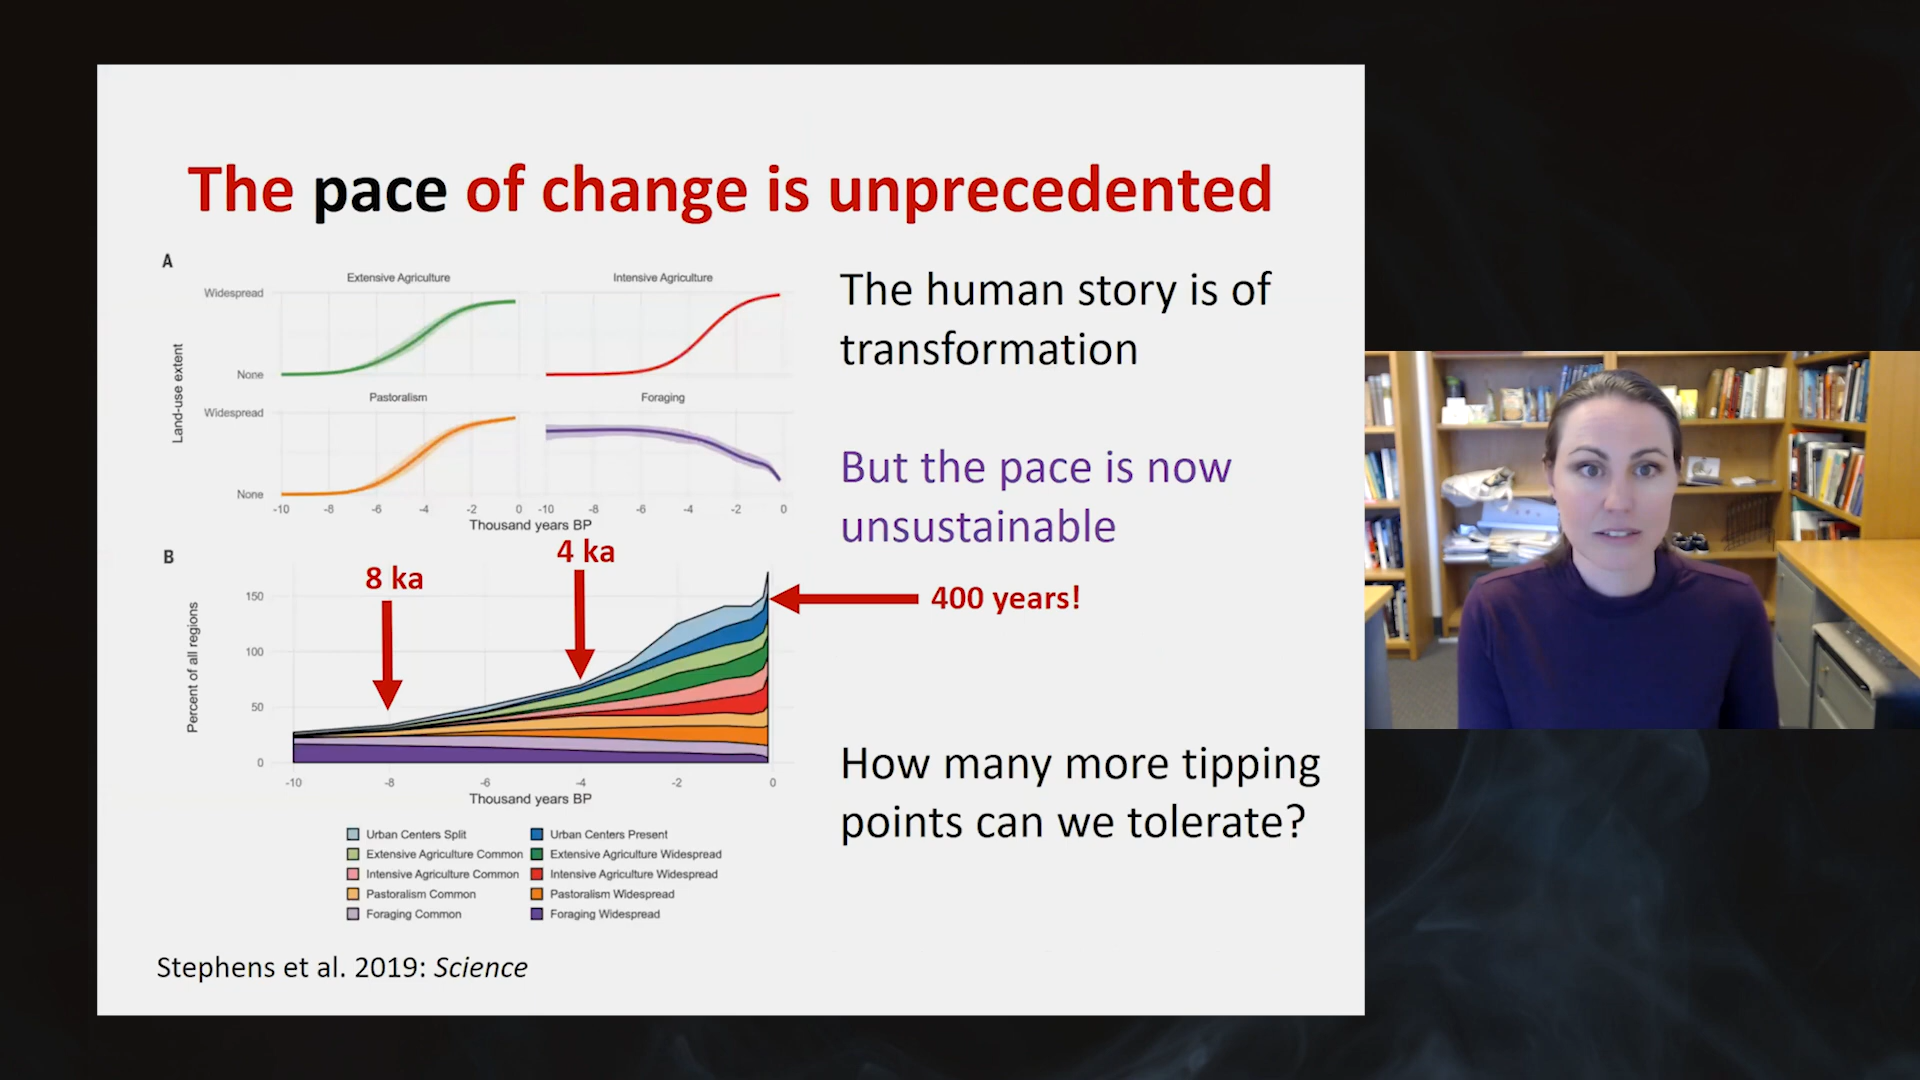 The pace of change is unprecedented
A
Extensive Agriculture
Intensive Agriculture
Widespread
None
Pastoralism
Foraging
Widespread
None
Land-use extent
-10 -8 -6 -4 -2 0 -10 -8 -6 -4 -2 0
Thousand years BP
B
8 ka
4 ka
150
100
50
0
Percent of all regions
-10 -8 -6 -4 -2 0
Thousand years BP
Urban Centers Split
Urban Centers Present
Extensive Agriculture Common
Extensive Agriculture Widespread
Intensive Agriculture Common
Intensive Agriculture Widespread
Pastoralism Common
Pastoralism Widespread
Foraging Common
Foraging Widespread
Stephens et al. 2019: Science
The human story is of
transformation
But the pace is now
unsustainable
400 years!
How many more tipping
points can we tolerate?